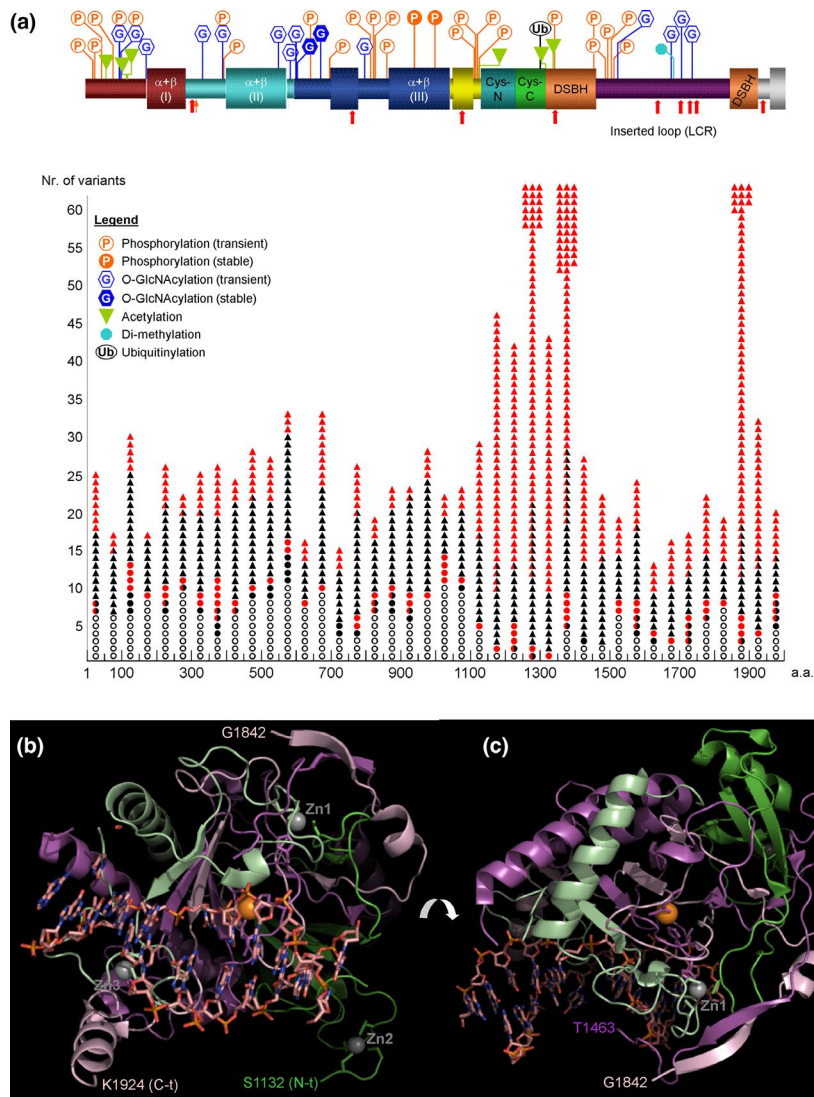 (a)
P P P P P G G G P G G P G G G P P G P P P P P P P P Ub P P P P P G G G G
α+β (I)
α+β (II)
α+β (III)
Cys-N
Cys-C
DSBH
DSBH
Inserted loop (LCR)
Nr. of variants
Legend
P Phosphorylation (transient)
P Phosphorylation (stable)
G O-GlcNAcylation (transient)
G O-GlcNAcylation (stable)
Acetylation
Di-methylation
Ub Ubiquitinylation
60
55
50
45
40
35
30
25
20
15
10
5
1 100 300 500 700 900 1100 1300 1500 1700 1900 a.a.
(b)
G1842
Zn1
Zn3
Zn2
K1924 (C-t)
S1132 (N-t)
(c)
Zn1
T1463
G1842